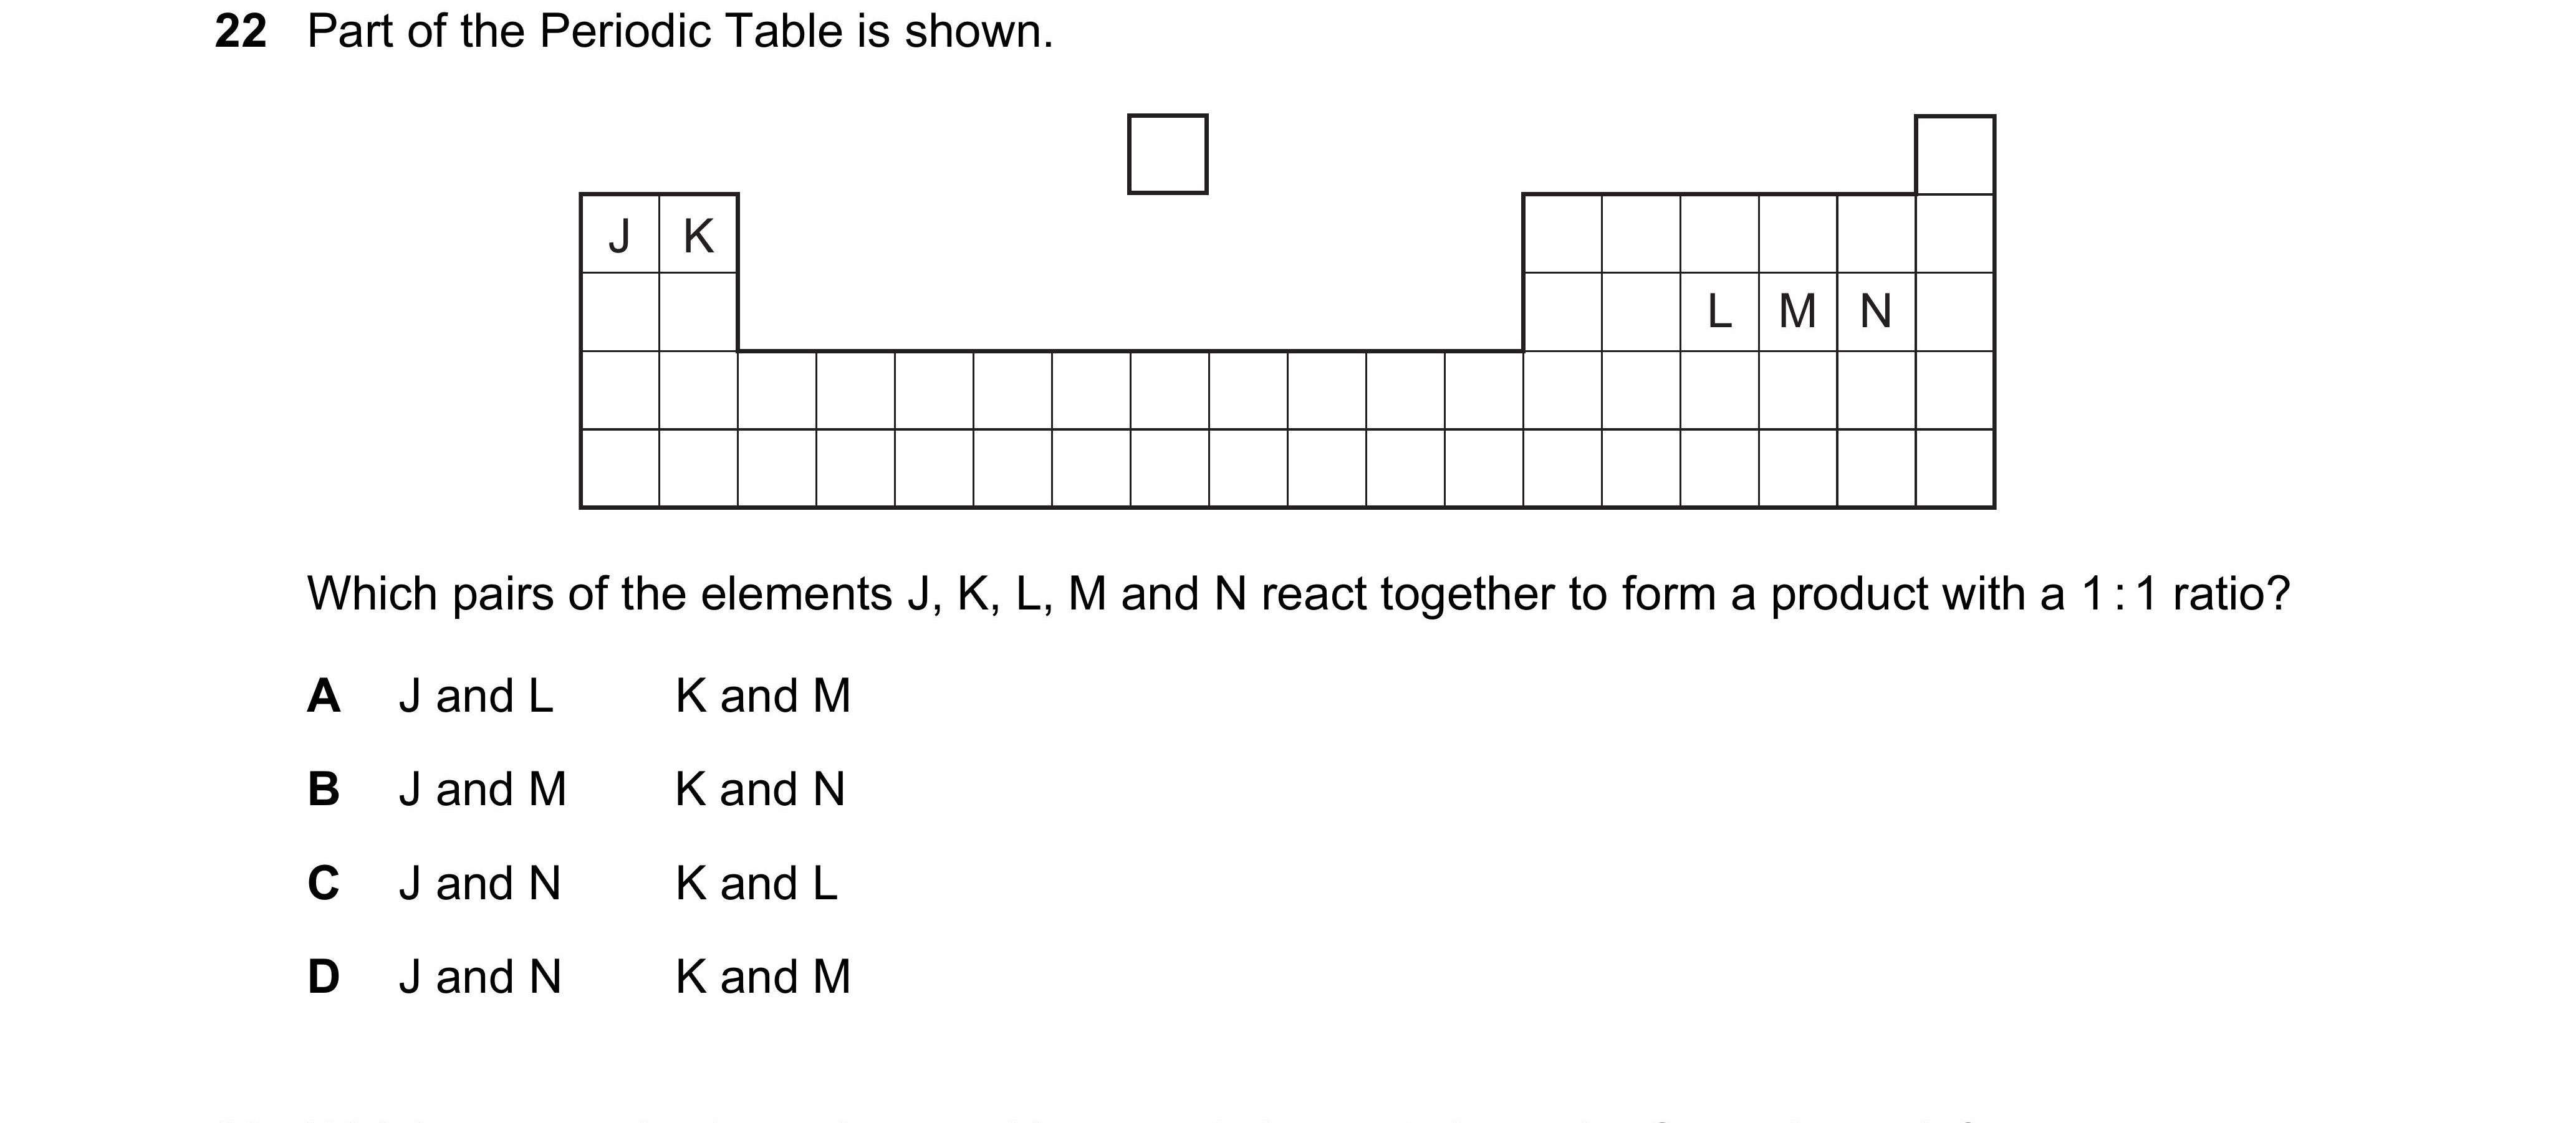 22 Part of the Periodic Table is shown.
J K
L M N
Which pairs of the elements J, K, L, M and N react together to form a product with a 1 : 1 ratio?
A J and L K and M
B J and M K and N
C J and N K and L
D J and N K and M